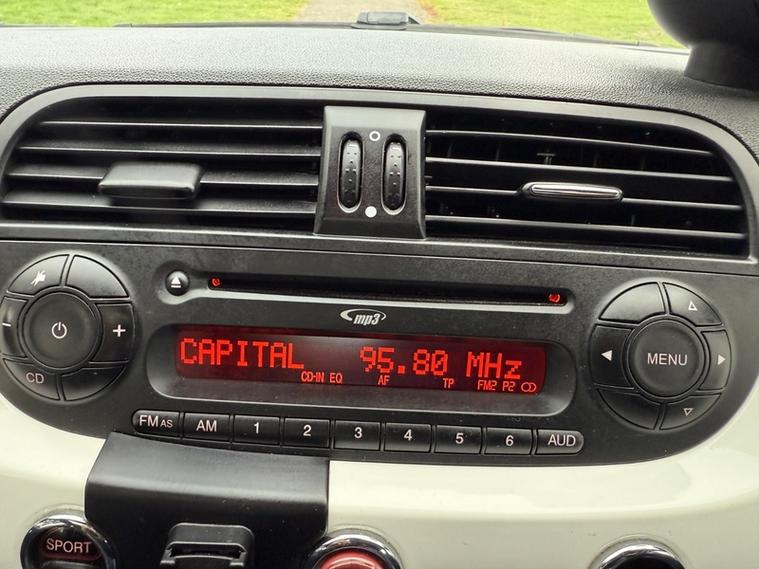 mp3
CAPITAL 95.80 MHz
CD-IN EQ AF TP FM2 P2 CD
- + MENU
CD
FM AS AM 1 2 3 4 5 6 AUD
SPORT